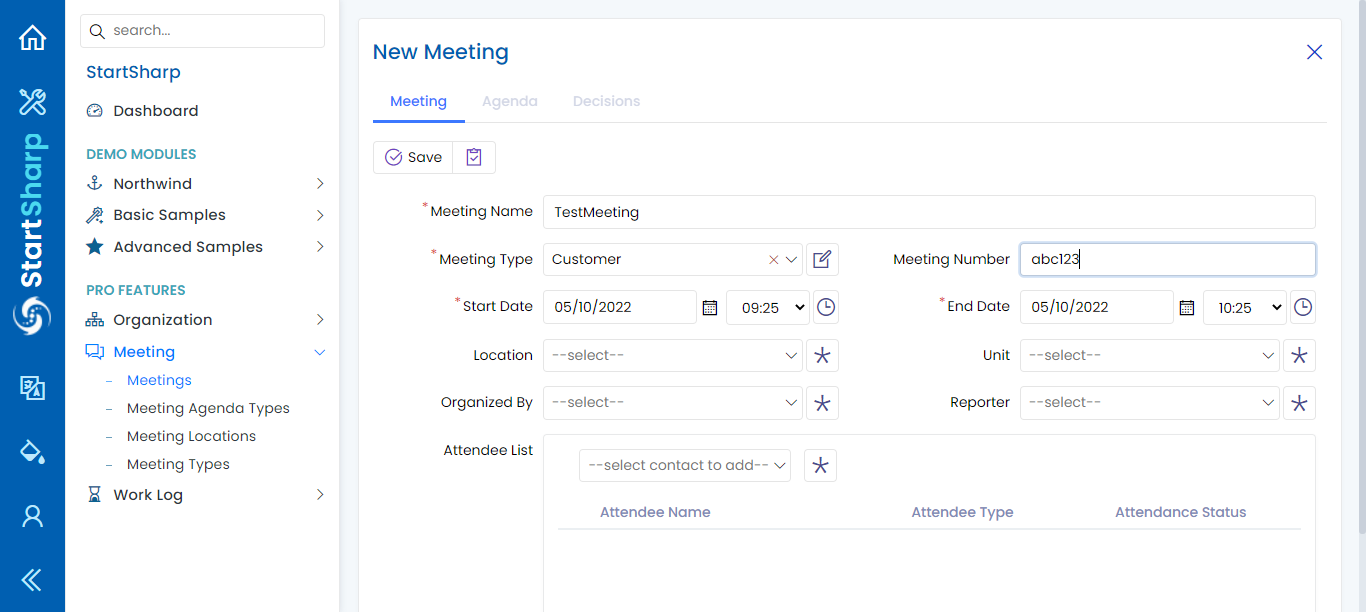 search...
StartSharp
Dashboard
DEMO MODULES
Northwind
Basic Samples
Advanced Samples
PRO FEATURES
Organization
Meeting
Meetings
Meeting Agenda Types
Meeting Locations
Meeting Types
Work Log
StartSharp
New Meeting
Meeting Agenda Decisions
Save
*Meeting Name TestMeeting
*Meeting Type Customer Meeting Number abc123
*Start Date 05/10/2022 09:25 *End Date 05/10/2022 10:25
Location --select-- Unit --select--
Organized By --select-- Reporter --select--
Attendee List --select contact to add--
Attendee Name Attendee Type Attendance Status